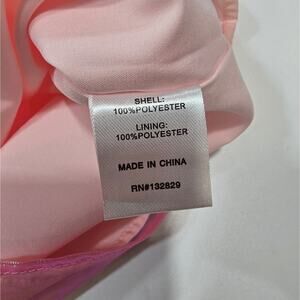 SHELL:
100%POLYESTER
LINING:
100%POLYESTER
MADE IN CHINA
RN#132829